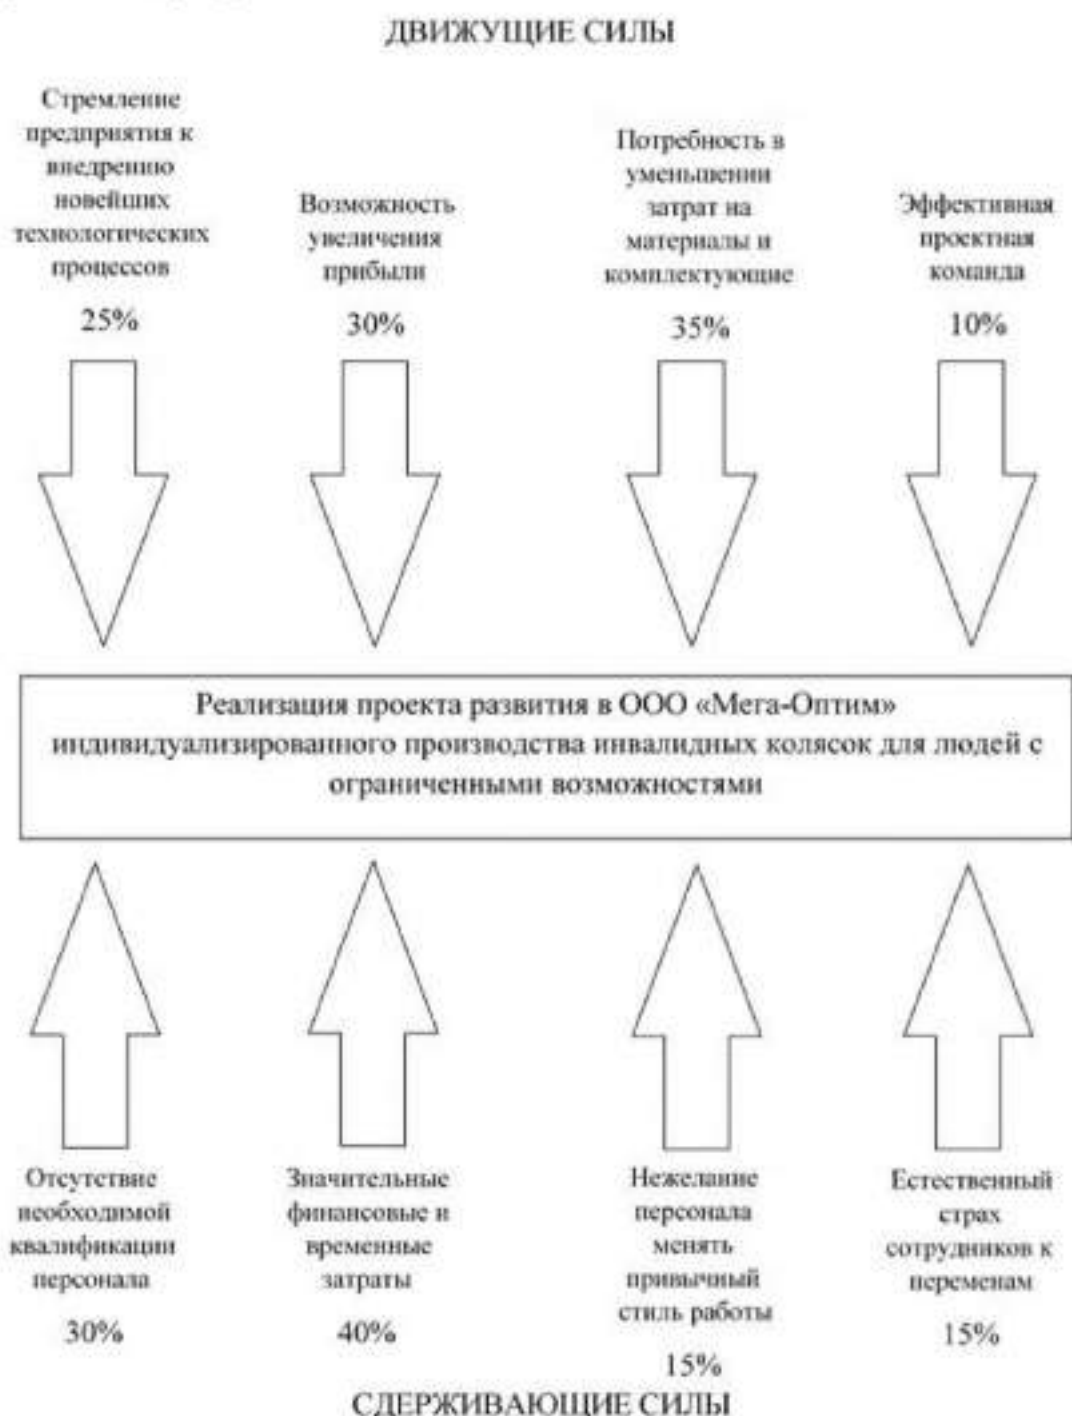 ДВИЖУЩИЕ СИЛЫ
Стремление
предприятия к
внедрению
новейших
технологических
процессов
25%
Возможность
увеличения
прибыли
30%
Потребность в
уменьшении
затрат на
материалы и
комплектующие
35%
Эффективная
проектная
команда
10%
Реализация проекта развития в ООО «Мега-Оптим»
индивидуализированного производства инвалидных колясок для людей с
ограниченными возможностями
Отсутствие
необходимой
квалификации
персонала
30%
Значительные
финансовые и
временные
затраты
40%
Нежелание
персонала
менять
привычный
стиль работы
15%
Естественный
страх
сотрудников к
переменам
15%
СДЕРЖИВАЮЩИЕ СИЛЫ